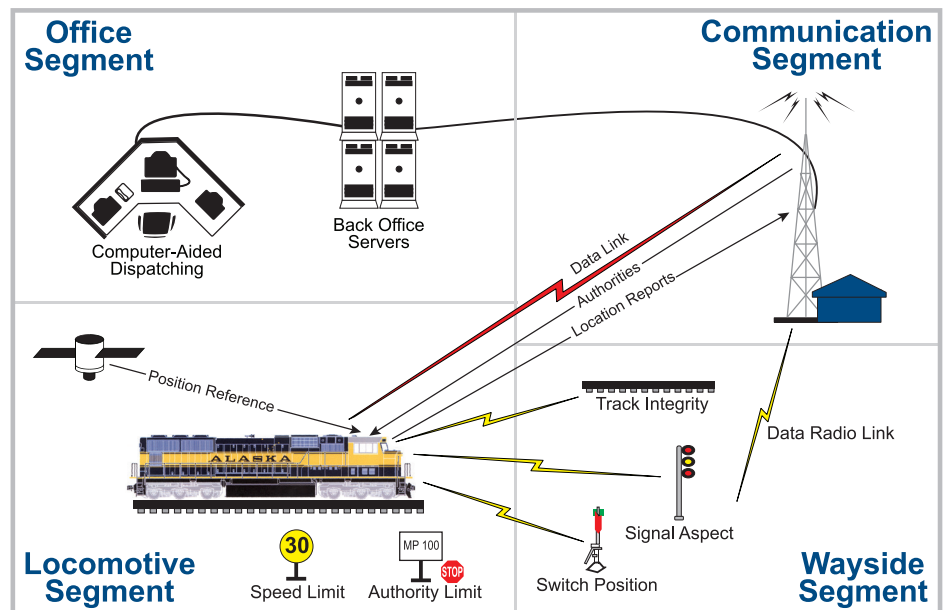 Office
Segment
Communication
Segment
Computer-Aided
Dispatching
Back Office
Servers
Data Link
Authorities
Location Reports
Position Reference
ALASKA
Track Integrity
Data Radio Link
Signal Aspect
Switch Position
30
Speed Limit
MP 100
STOP
Authority Limit
Locomotive
Segment
Wayside
Segment